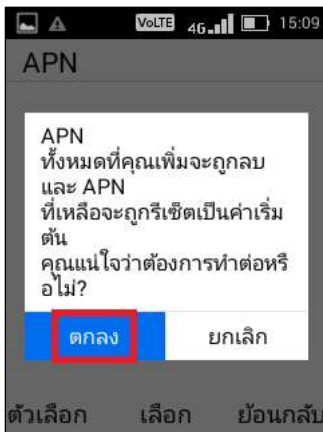 VoLTE 4G 15:09
APN
APN
ทั้งหมดที่คุณเพิ่มจะถูกลบ
และ APN
ที่เหลือจะถูกรีเซ็ตเป็นค่าเริ่ม
ต้น
คุณแน่ใจว่าต้องการทำต่อหรื
อไม่?
ตกลง ยกเลิก
ตัวเลือก เลือก ย้อนกลับ